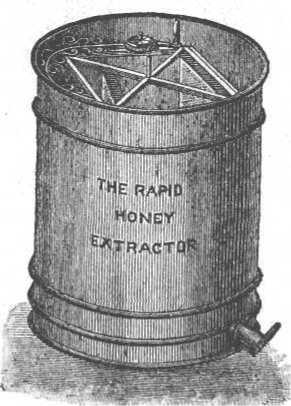 THE RAPID
HONEY
EXTRACTOR